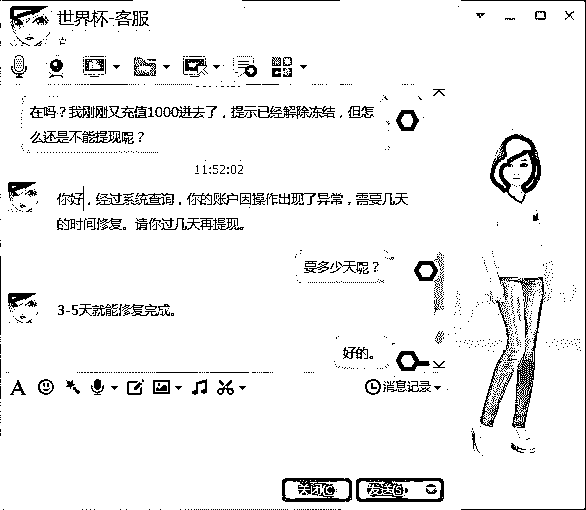 世界杯-客服
在吗？我刚刚又充值1000进去了，提示已经解除冻结，但怎
么还是不能提现呢？
11:52:02
你好，经过系统查询，你的账户因操作出现了异常，需要几天
的时间修复。请你过几天再提现。
要多少天呢？
3-5天就能修复完成。
好的。
A
消息记录
关闭(C) 发送(S)